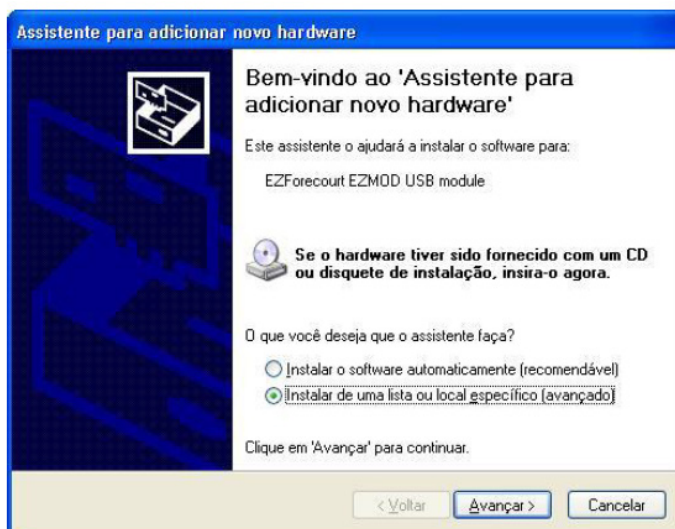 Assistente para adicionar novo hardware
Bem-vindo ao 'Assistente para
adicionar novo hardware'
Este assistente o ajudará a instalar o software para:
EZForecourt EZMOD USB module
Se o hardware tiver sido fornecido com um CD
ou disquete de instalação, insira-o agora.
O que você deseja que o assistente faça?
Instalar o software automaticamente (recomendável)
Instalar de uma lista ou local específico (avançado)
Clique em 'Avançar' para continuar.
< Voltar Avançar > Cancelar